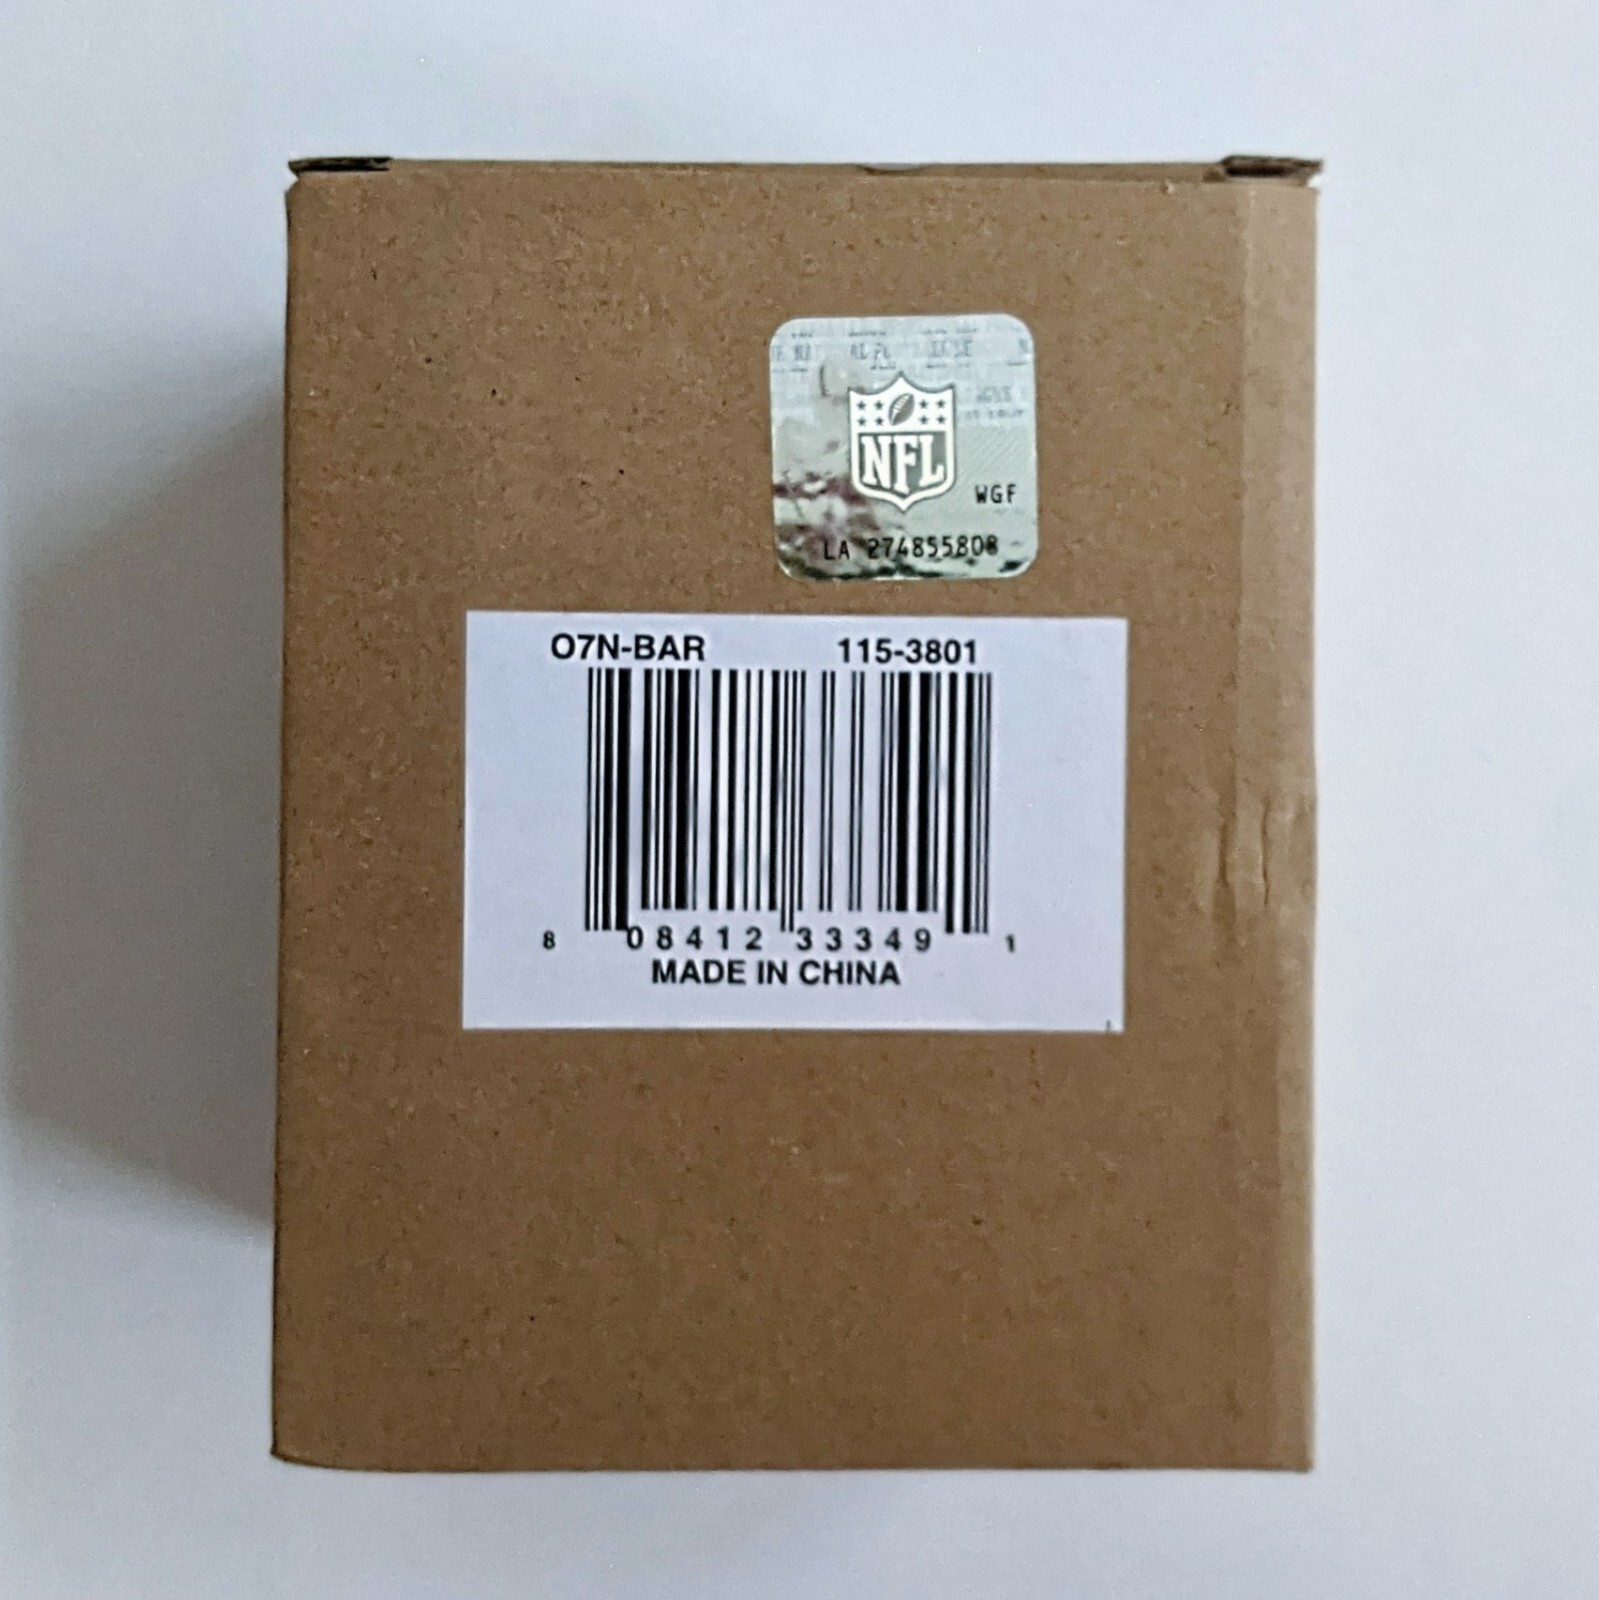 NFL
WGF
LA 274855808
O7N-BAR 115-3801
8 08412 33349 1
MADE IN CHINA